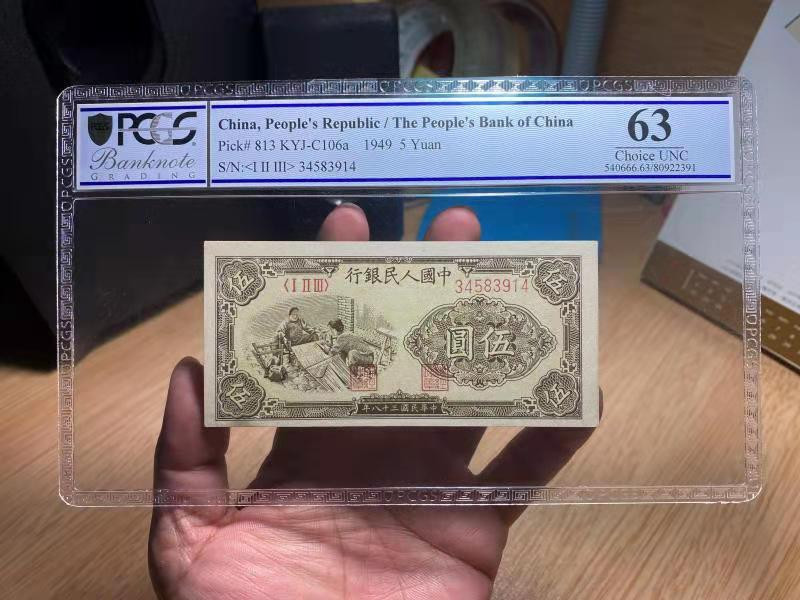 PCGS
Banknote
GRADING
China, People's Republic / The People's Bank of China
Pick# 813 KYJ-C106a 1949 5 Yuan
S/N:<I II III> 34583914
63
Choice UNC
540666.63/80922391
行銀民人國中
伍
伍
〈I II III〉
34583914
圓伍
伍
伍
年八十三國民華中